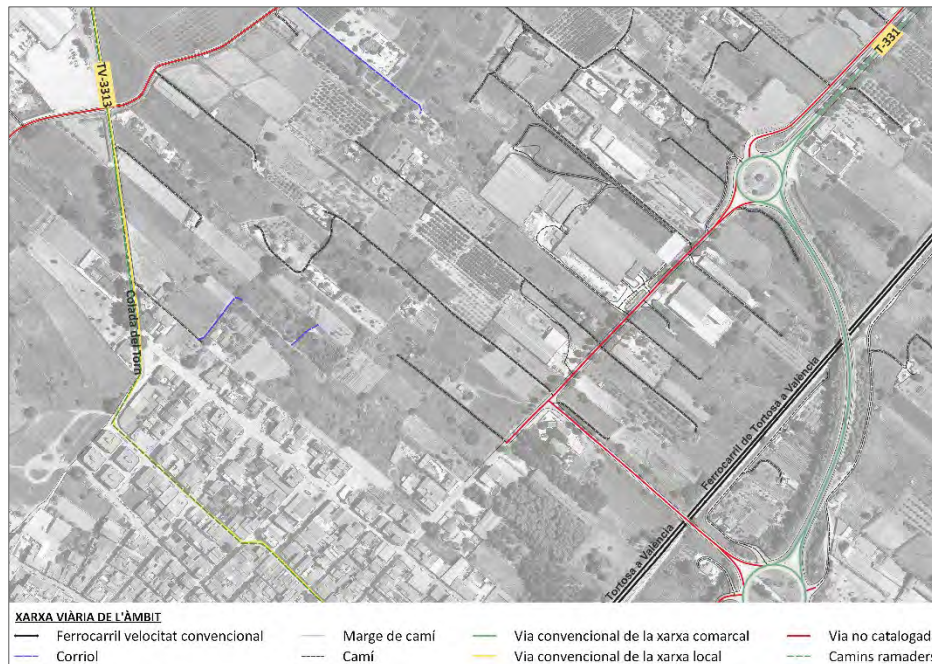 T-331
TV-3313
Colada del Torn
Ferrocarril de Tortosa a València
Tortosa a València
XARXA VIÀRIA DE L'ÀMBIT
Ferrocarril velocitat convencional
Marge de camí
Via convencional de la xarxa comarcal
Via no catalogad
Corriol
Camí
Via convencional de la xarxa local
Camins ramaders